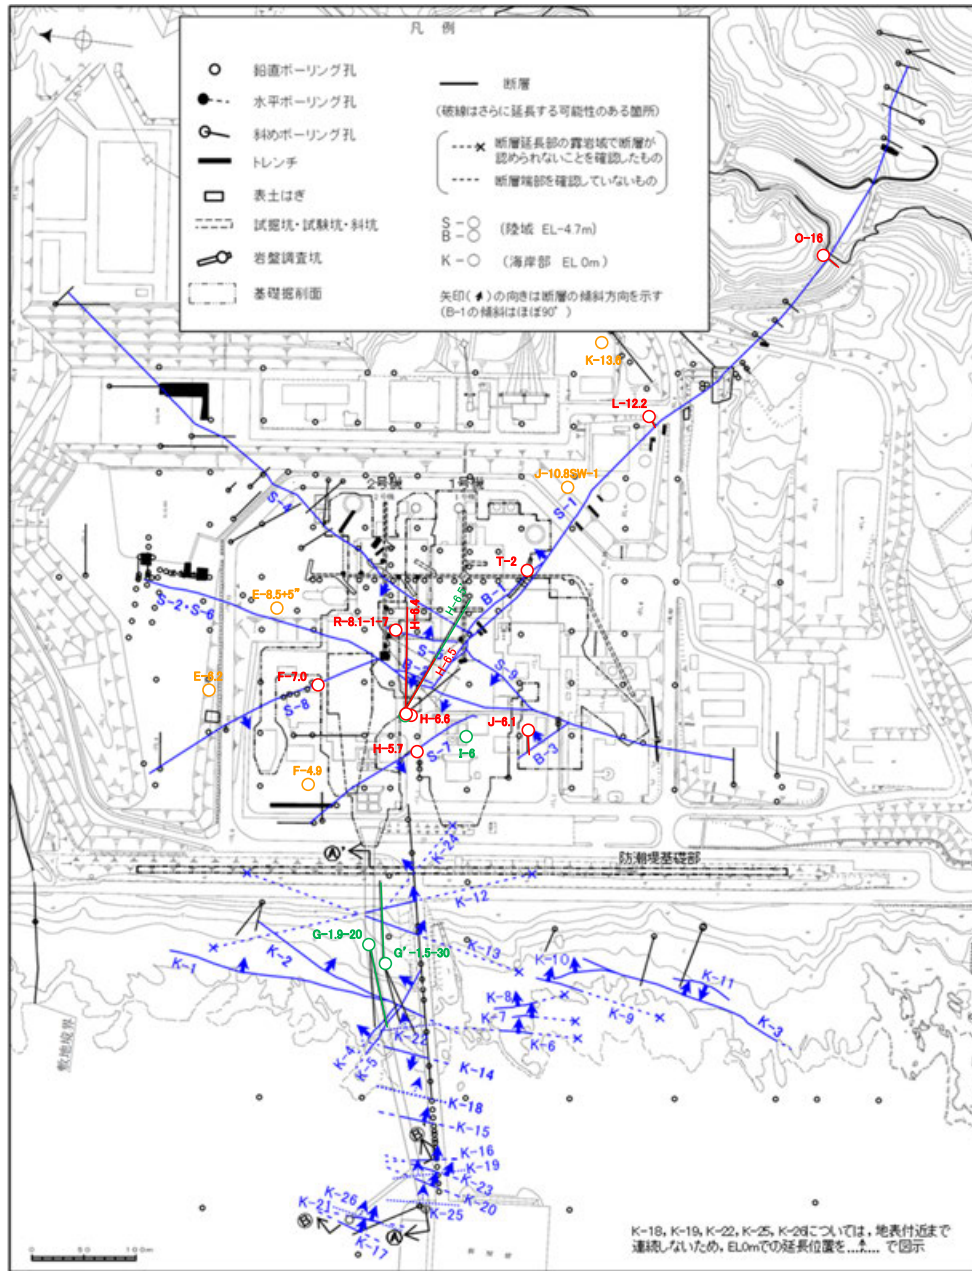 凡 例
鉛直ボーリング孔
水平ボーリング孔
斜めボーリング孔
トレンチ
表土はぎ
試掘坑・試験坑・斜坑
岩盤調査坑
基礎掘削面
断層
(破線はさらに延長する可能性のある箇所)
断層延長部の露岩域で断層が
認められないことを確認したもの
断層端部を確認していないもの
S-○
B-○ (陸域 EL-4.7m)
K-○ (海岸部 EL 0m)
矢印( )の向きは断層の傾斜方向を示す
(B-1の傾斜はほぼ90°)
O-16
L-12.2
J-10.8SW-1
S-1
2号機
1号機
S-4
T-2
B-1
S-2・S-6
E-8.5+5"
R-8.1-1-7
H-6.4
H-6.5'
H-6.5
S-9
F-7.0
S-8
H-6.6
J-6.1
H-5.7
S-7
I-6
B-3
F-4.9
K-24
防潮堤基礎部
K-12
G-1.9-20
G'-1.5-30
K-13
K-1
K-2
K-10
K-11
K-8
K-7
K-9
K-3
K-6
K-4
K-5
K-22
K-14
敷地境界
K-18
K-15
K-16
K-19
K-23
K-20
K-26
K-21
K-25
K-17
K-18, K-19, K-22, K-25, K-26については, 地表付近まで
連続しないため, EL0mでの延長位置を で図示
0 50 100m